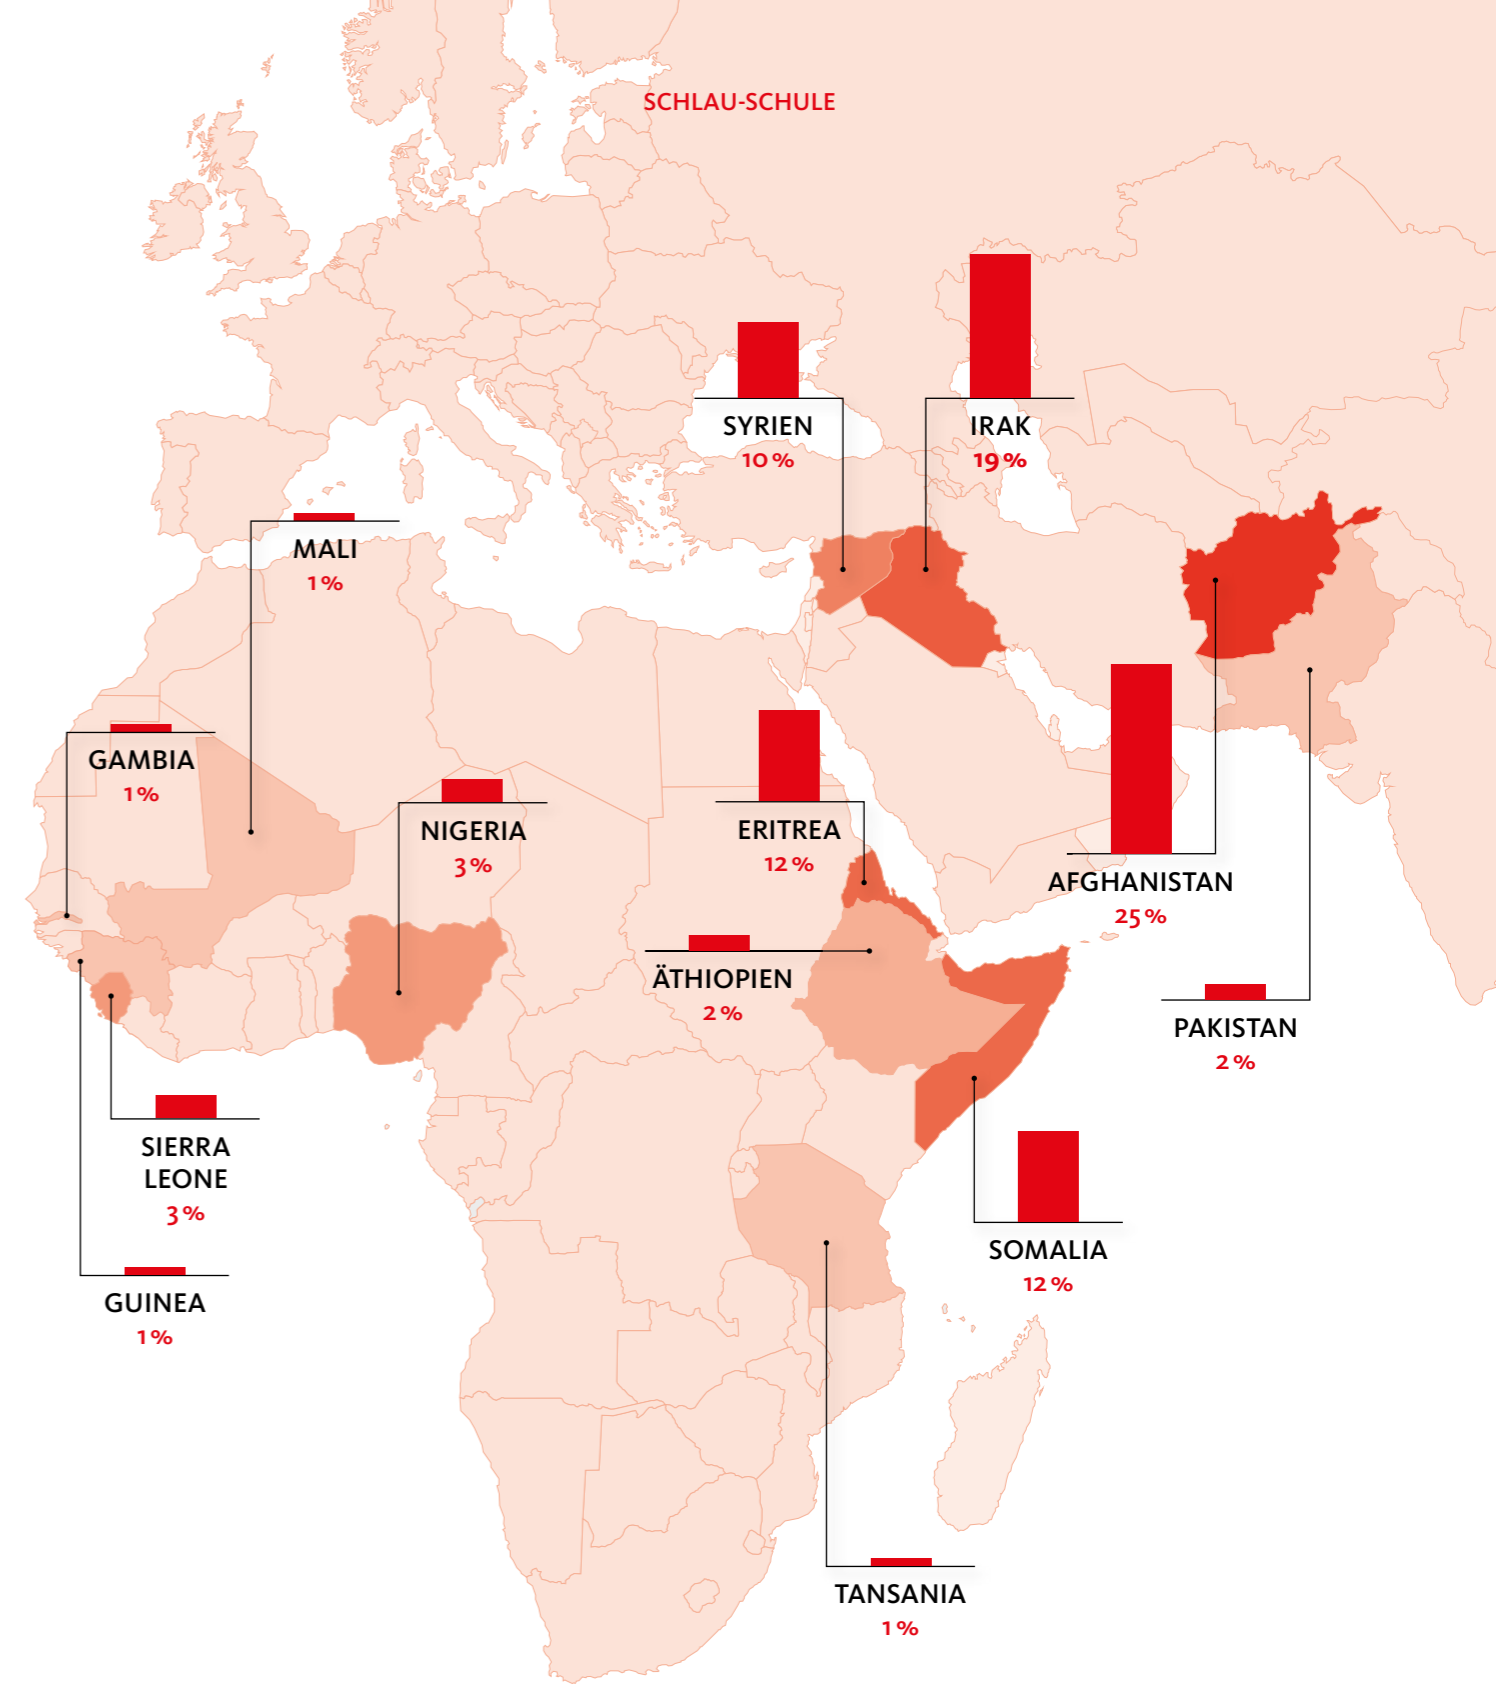 SCHLAU-SCHULE
SYRIEN
10 %
IRAK
19 %
MALI
1 %
GAMBIA
1 %
NIGERIA
3 %
ERITREA
12 %
AFGHANISTAN
25 %
ÄTHIOPIEN
2 %
PAKISTAN
2 %
SIERRA
LEONE
3 %
SOMALIA
12 %
GUINEA
1 %
TANSANIA
1 %